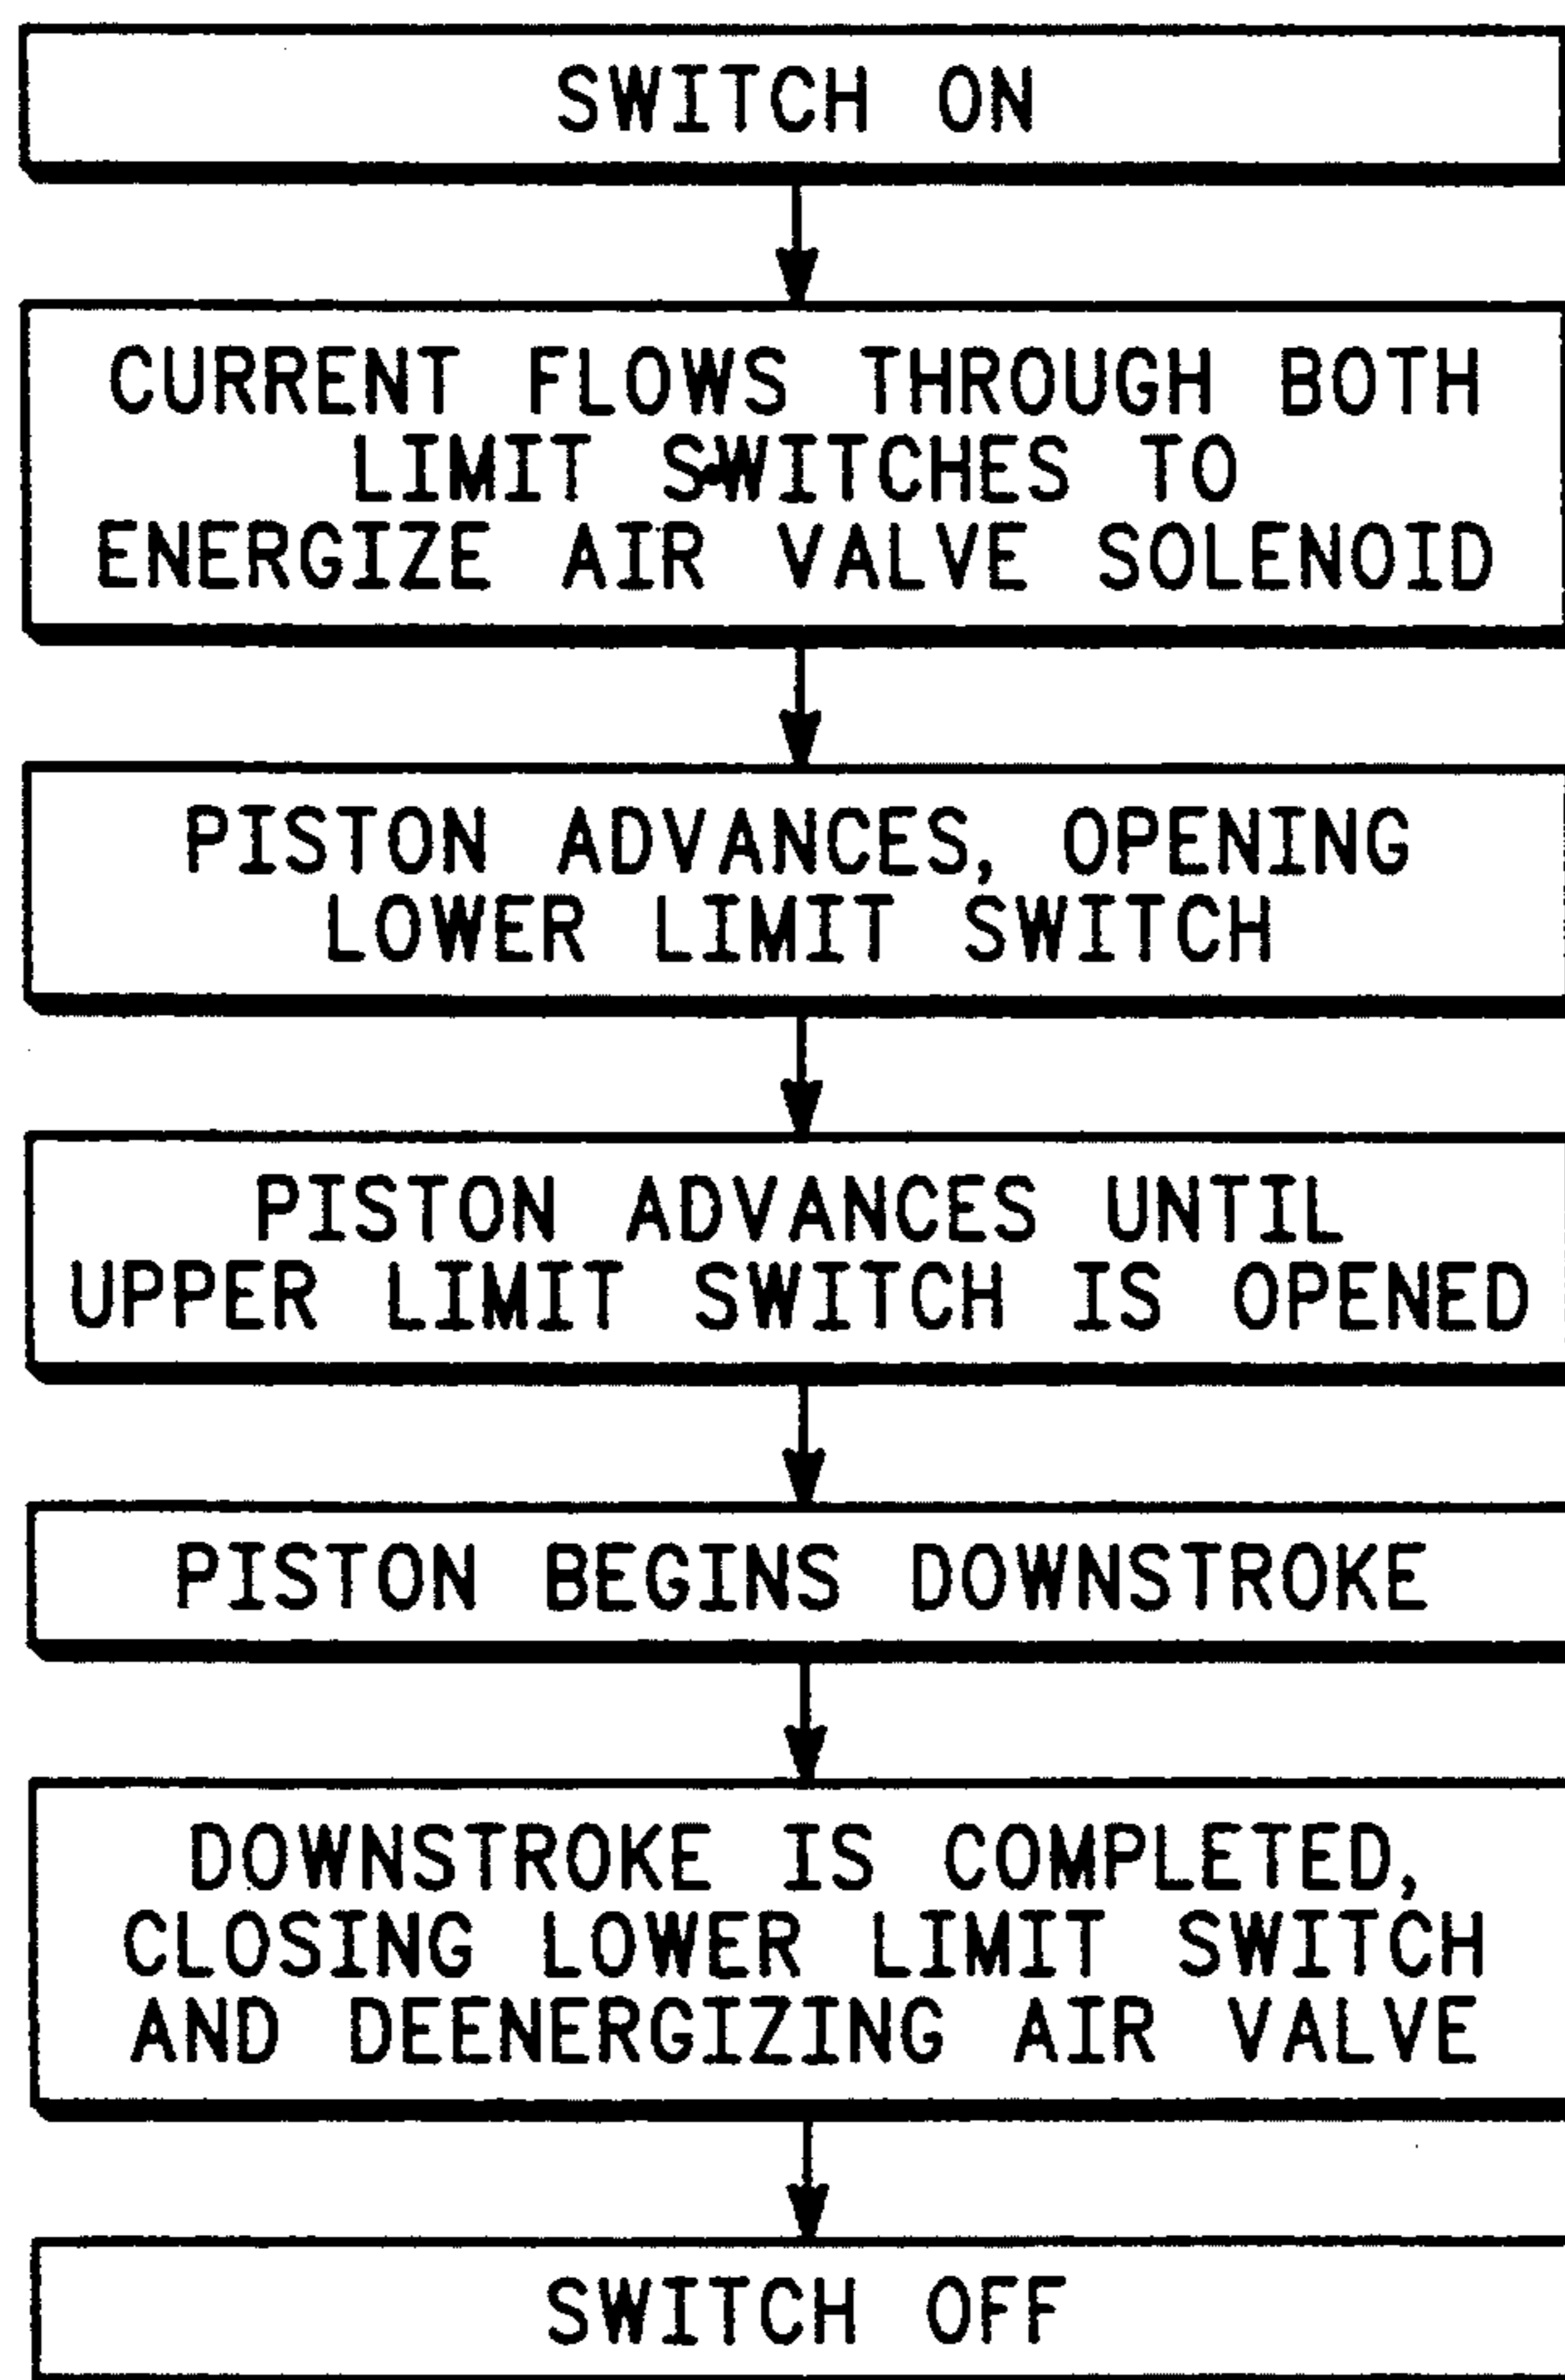 SWITCH ON
CURRENT FLOWS THROUGH BOTH
LIMIT SWITCHES TO
ENERGIZE AIR VALVE SOLENOID
PISTON ADVANCES, OPENING
LOWER LIMIT SWITCH
PISTON ADVANCES UNTIL
UPPER LIMIT SWITCH IS OPENED
PISTON BEGINS DOWNSTROKE
DOWNSTROKE IS COMPLETED,
CLOSING LOWER LIMIT SWITCH
AND DEENERGIZING AIR VALVE
SWITCH OFF